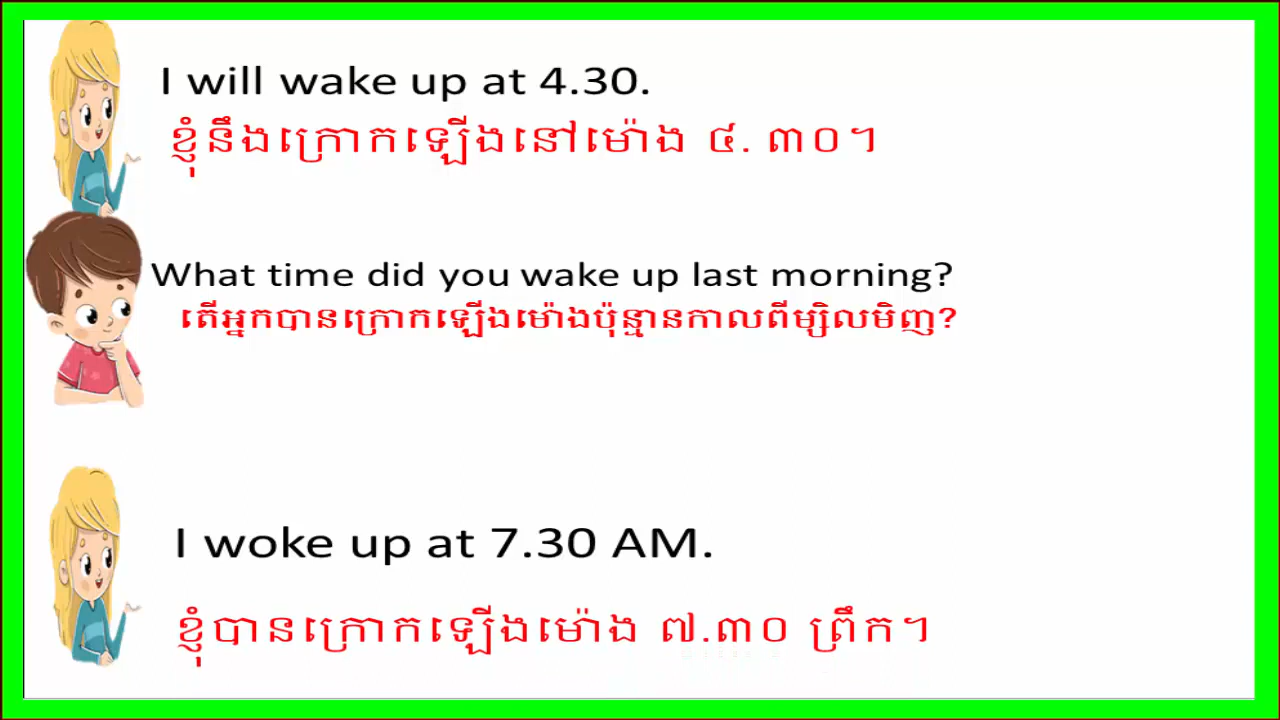 I will wake up at 4.30.
ខ្ញុំនឹងក្រោកឡើងនៅម៉ោង ៤. ៣០។
What time did you wake up last morning?
តើអ្នកបានក្រោកឡើងម៉ោងប៉ុន្មានកាលពីម្សិលមិញ?
I woke up at 7.30 AM.
ខ្ញុំបានក្រោកឡើងម៉ោង ៧.៣០ ព្រឹក។